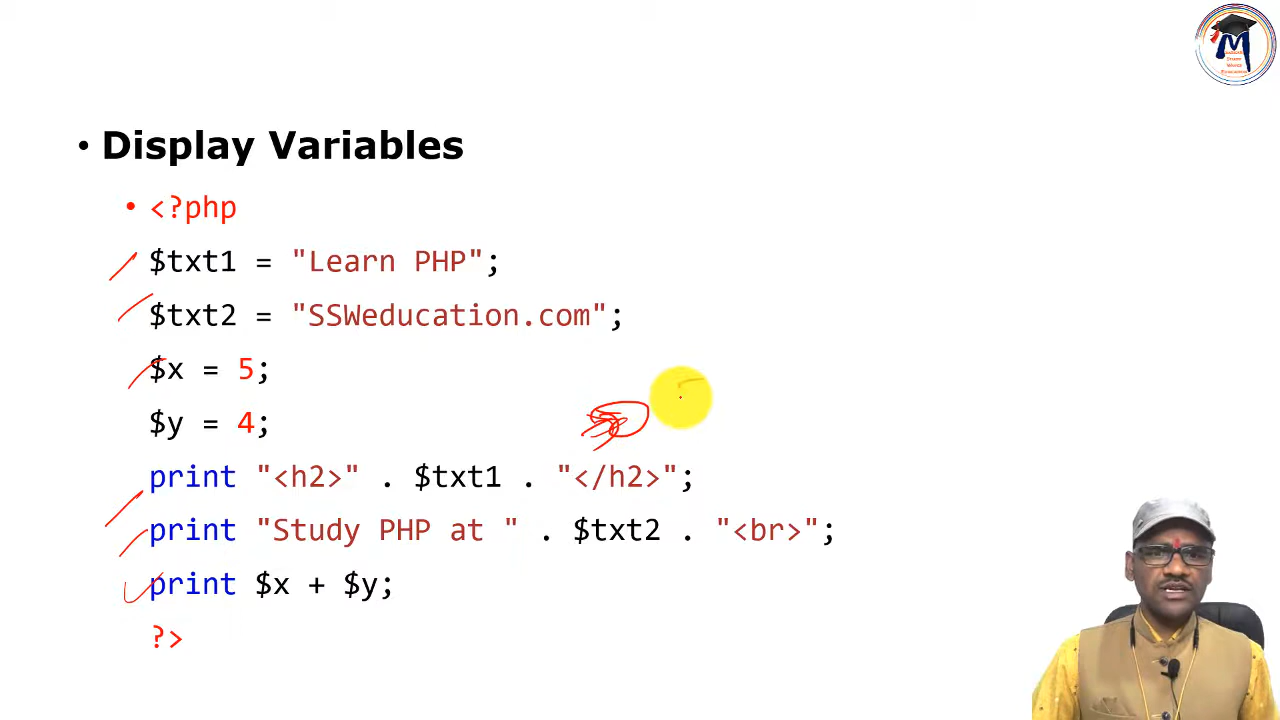 • Display Variables
• <?php
$txt1 = "Learn PHP";
$txt2 = "SSWeducation.com";
$x = 5;
$y = 4;
print "<h2>" . $txt1 . "</h2>";
print "Study PHP at " . $txt2 . "<br>";
print $x + $y;
?>